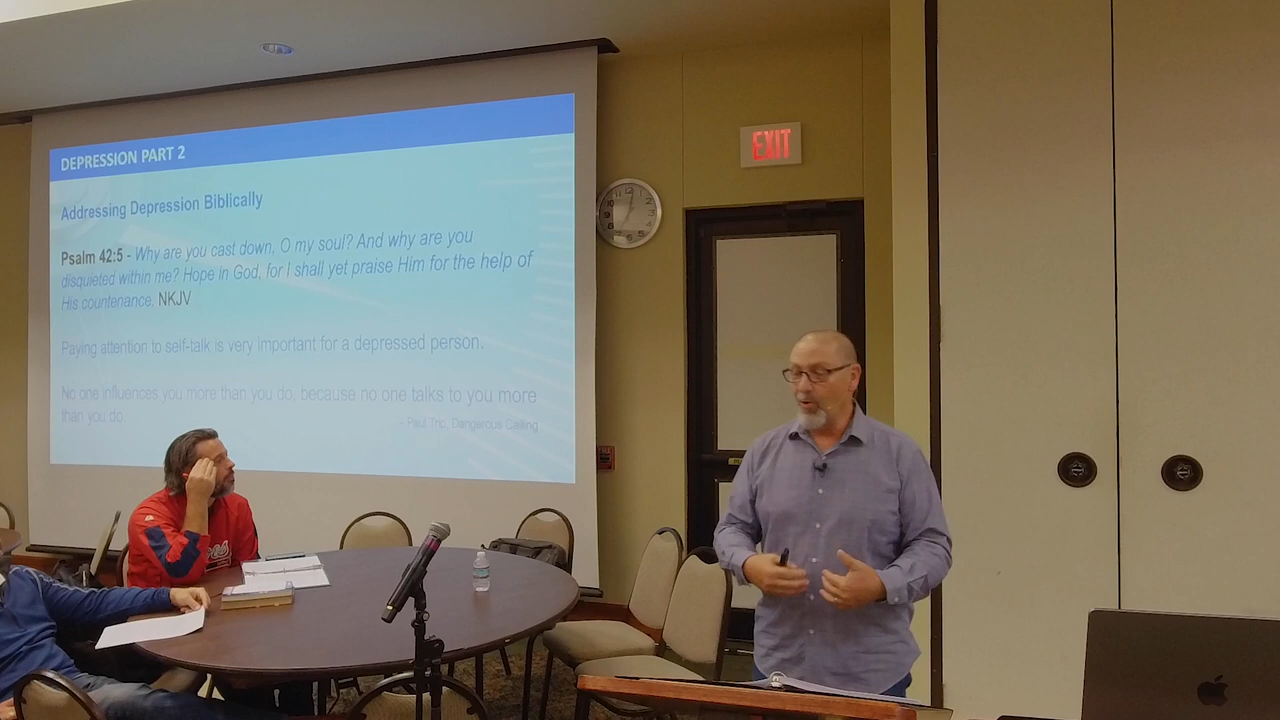 DEPRESSION PART 2
Addressing Depression Biblically
Psalm 42:5 - Why are you cast down, O my soul? And why are you
disquieted within me? Hope in God, for I shall yet praise Him for the help of
His countenance. NKJV
Paying attention to self-talk is very important for a depressed person.
No one influences you more than you do, because no one talks to you more
than you do.
- Paul Trip, Dangerous Calling
EXIT